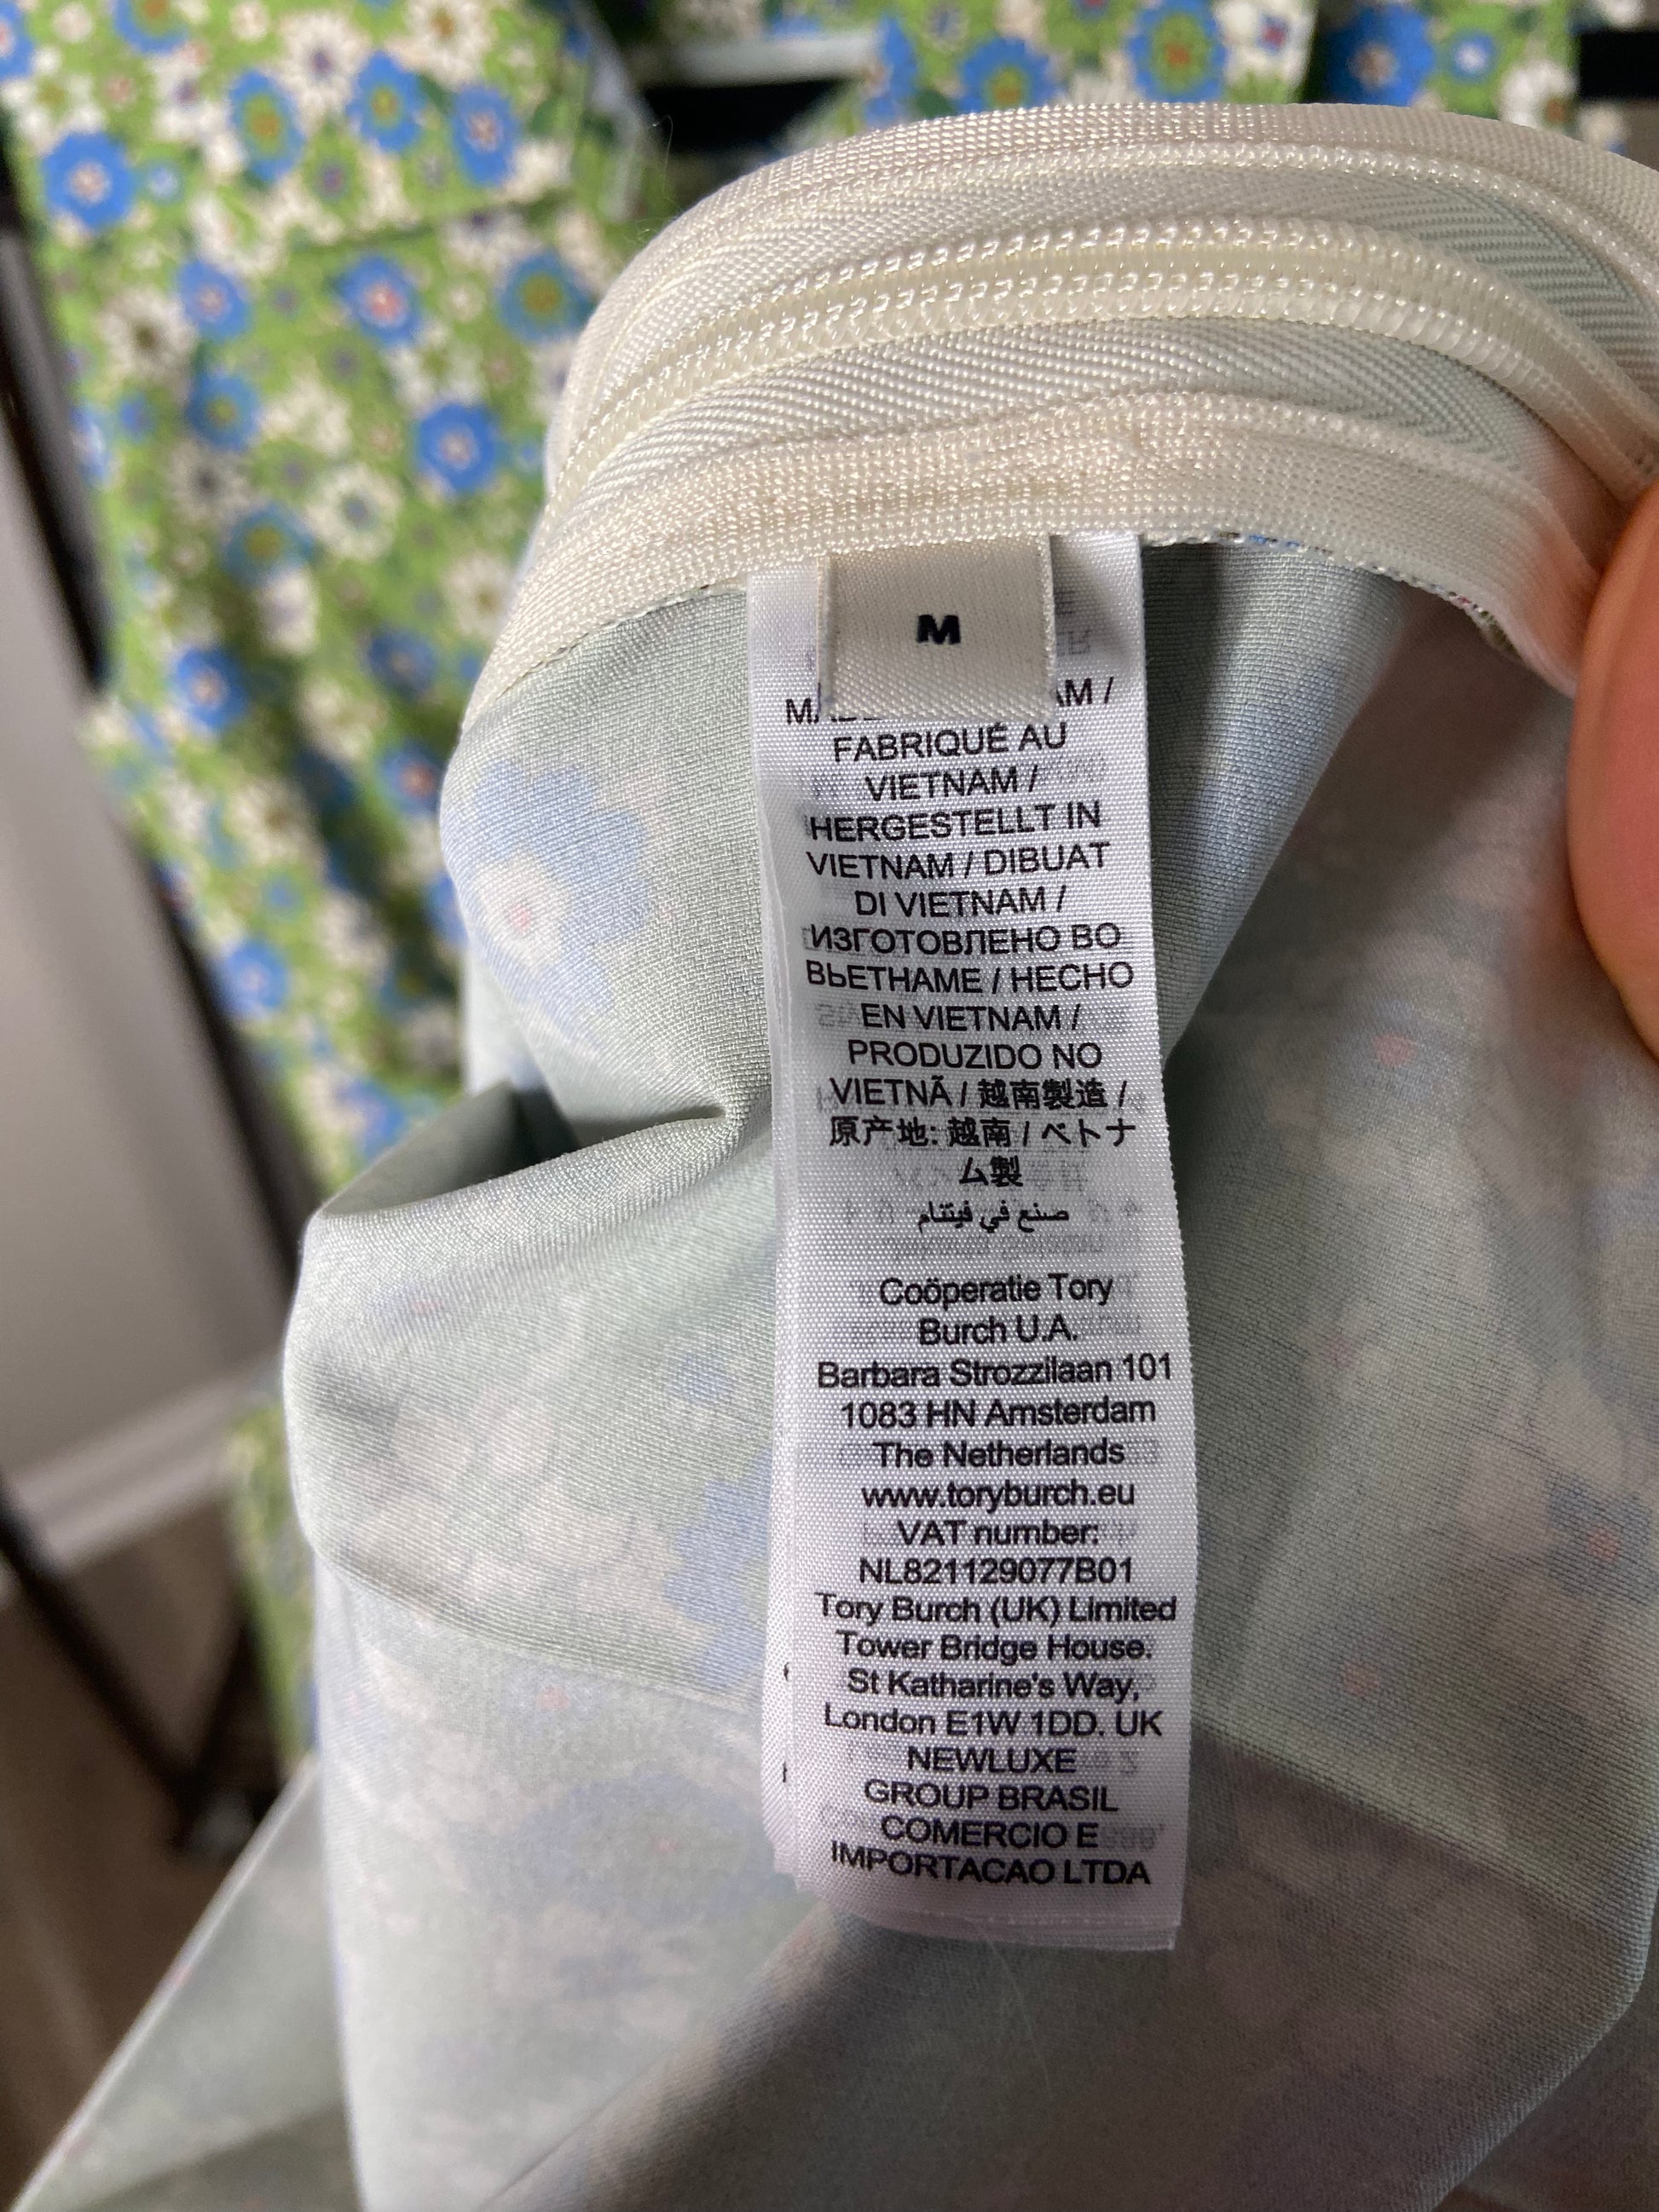 M
AM /
FABRIQUÉ AU
VIETNAM /
HERGESTELLT IN
VIETNAM / DIBUAT
DI VIETNAM /
ИЗГОТОВЛЕНО ВО
ВЬЕТНАМЕ / HECHO
EN VIETNAM /
PRODUZIDO NO
VIETNÃ / 越南製造 /
原产地: 越南 / ベトナ
ム製
صنع في فيتنام
Coöperatie Tory
Burch U.A.
Barbara Strozzilaan 101
1083 HN Amsterdam
The Netherlands
www.toryburch.eu
VAT number:
NL821129077B01
Tory Burch (UK) Limited
Tower Bridge House.
St Katharine's Way,
London E1W 1DD. UK
NEWLUXE
GROUP BRASIL
COMERCIO E
IMPORTACAO LTDA